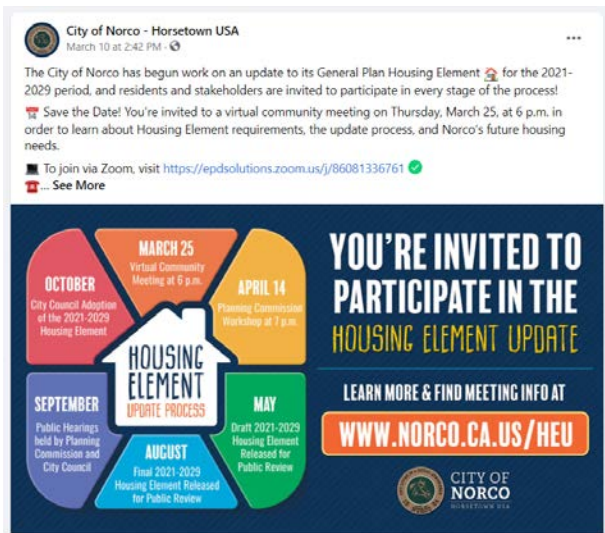 City of Norco - Horsetown USA
March 10 at 2:42 PM ·
The City of Norco has begun work on an update to its General Plan Housing Element 🏠 for the 2021-
2029 period, and residents and stakeholders are invited to participate in every stage of the process!
📅 Save the Date! You're invited to a virtual community meeting on Thursday, March 25, at 6 p.m. in
order to learn about Housing Element requirements, the update process, and Norco's future housing
needs.
💻 To join via Zoom, visit https://epdsolutions.zoom.us/j/86081336761 ✅
☎️... See More
MARCH 25
Virtual Community
Meeting at 6 p.m.
APRIL 14
Planning Commission
Workshop at 7 p.m.
MAY
Draft 2021-2029
Housing Element
Released for
Public Review
AUGUST
Final 2021-2029
Housing Element Released
for Public Review
SEPTEMBER
Public Hearings
held by Planning
Commission and
City Council
OCTOBER
City Council Adoption
of the 2021-2029
Housing Element
HOUSING
ELEMENT
UPDATE PROCESS
YOU'RE INVITED TO
PARTICIPATE IN THE
HOUSING ELEMENT UPDATE
LEARN MORE & FIND MEETING INFO AT
WWW.NORCO.CA.US/HEU
CITY OF
NORCO
HORSETOWN USA